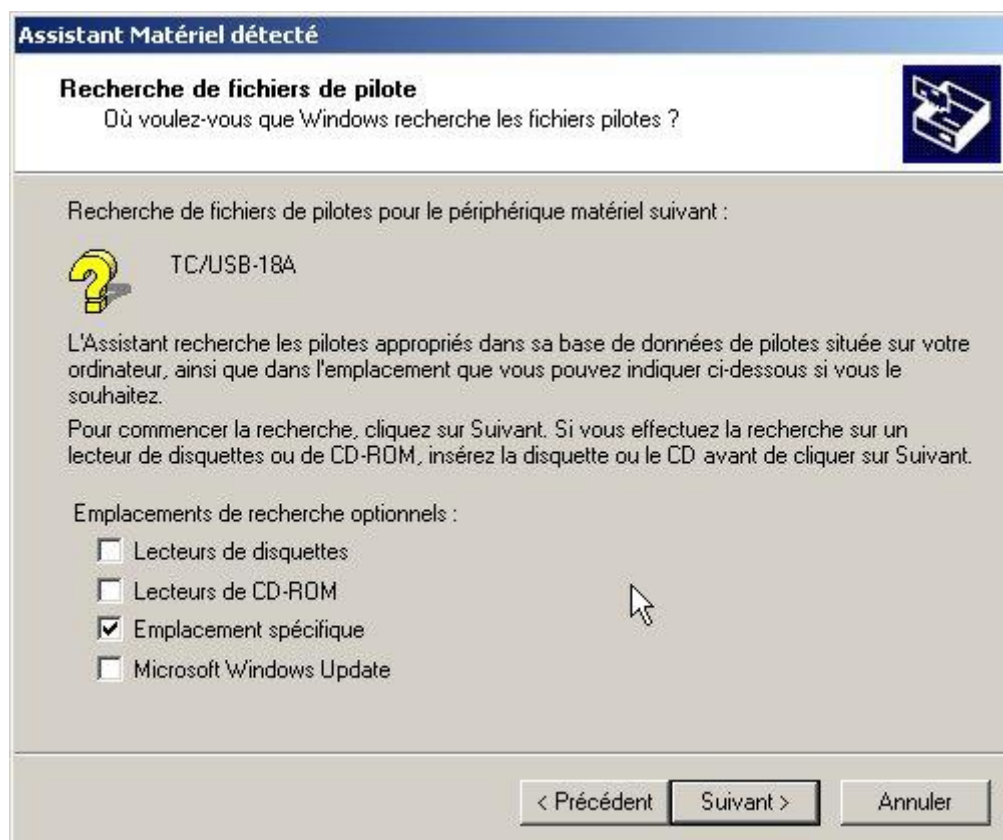 Assistant Matériel détecté
Recherche de fichiers de pilote
Où voulez-vous que Windows recherche les fichiers pilotes ?
Recherche de fichiers de pilotes pour le périphérique matériel suivant :
TC/USB-18A
L'Assistant recherche les pilotes appropriés dans sa base de données de pilotes située sur votre
ordinateur, ainsi que dans l'emplacement que vous pouvez indiquer ci-dessous si vous le
souhaitez.
Pour commencer la recherche, cliquez sur Suivant. Si vous effectuez la recherche sur un
lecteur de disquettes ou de CD-ROM, insérez la disquette ou le CD avant de cliquer sur Suivant.
Emplacements de recherche optionnels :
Lecteurs de disquettes
Lecteurs de CD-ROM
Emplacement spécifique
Microsoft Windows Update
< Précédent Suivant > Annuler